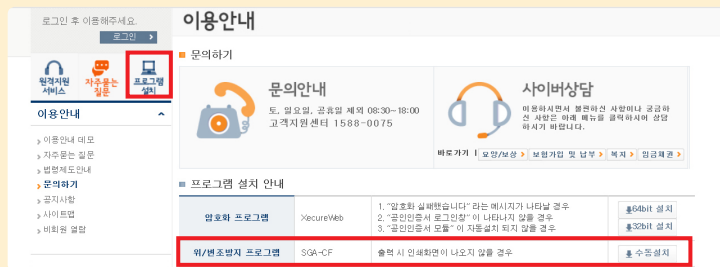 로그인 후 이용해주세요.
로그인 >
원격지원
서비스
자주묻는
질문
프로그램
설치
이용안내
이용안내 데모
자주묻는 질문
법령제도안내
문의하기
공지사항
사이트맵
비회원 열람
이용안내
문의하기
문의안내
토, 일요일, 공휴일 제외 08:30~18:00
고객지원센터 1588-0075
사이버상담
이용하시면서 불편하신 사항이나 궁금하
신 사항은 아래 메뉴를 클릭하시어 상담
하시기 바랍니다.
바로가기 | 요양/보상 > 보험가입 및 납부 > 복지 > 임금채권 >
프로그램 설치 안내
암호화 프로그램
XecureWeb
1. "암호화 실패했습니다" 라는 메시지가 나타날 경우
2. "공인인증서 로그인창" 이 나타나지 않을 경우
3. "공인인증서 모듈" 이 자동설치 되지 않을 경우
64bit 설치
32bit 설치
위/변조방지 프로그램
SGA-CF
출력 시 인쇄화면이 나오지 않을 경우
수동설치